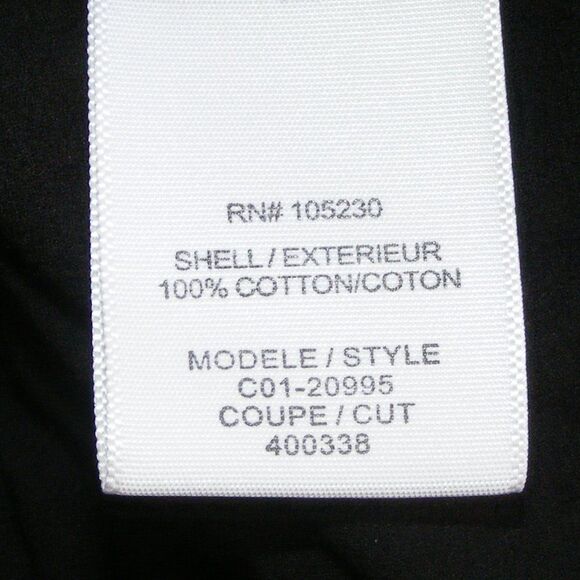 RN# 105230
SHELL / EXTERIEUR
100% COTTON/COTON
MODELE / STYLE
C01-20995
COUPE / CUT
400338